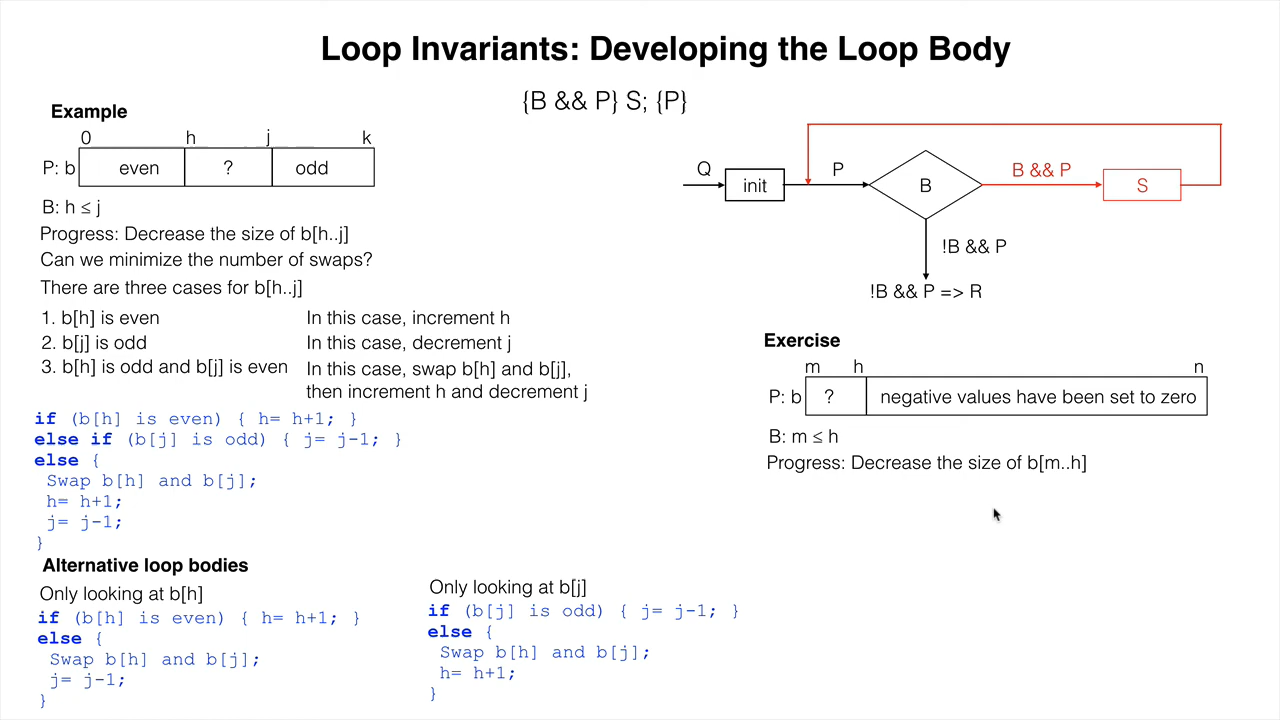 Loop Invariants: Developing the Loop Body
{B && P} S; {P}
Example
0 h j k
P: b even ? odd
B: h ≤ j
Progress: Decrease the size of b[h..j]
Can we minimize the number of swaps?
There are three cases for b[h..j]
1. b[h] is even In this case, increment h
2. b[j] is odd In this case, decrement j
3. b[h] is odd and b[j] is even In this case, swap b[h] and b[j],
then increment h and decrement j
if (b[h] is even) { h= h+1; }
else if (b[j] is odd) { j= j-1; }
else {
Swap b[h] and b[j];
h= h+1;
j= j-1;
}
Alternative loop bodies
Only looking at b[h]
if (b[h] is even) { h= h+1; }
else {
Swap b[h] and b[j];
j= j-1;
}
Only looking at b[j]
if (b[j] is odd) { j= j-1; }
else {
Swap b[h] and b[j];
h= h+1;
}
Q init P B B && P S
!B && P
!B && P => R
Exercise
m h n
P: b ? negative values have been set to zero
B: m ≤ h
Progress: Decrease the size of b[m..h]